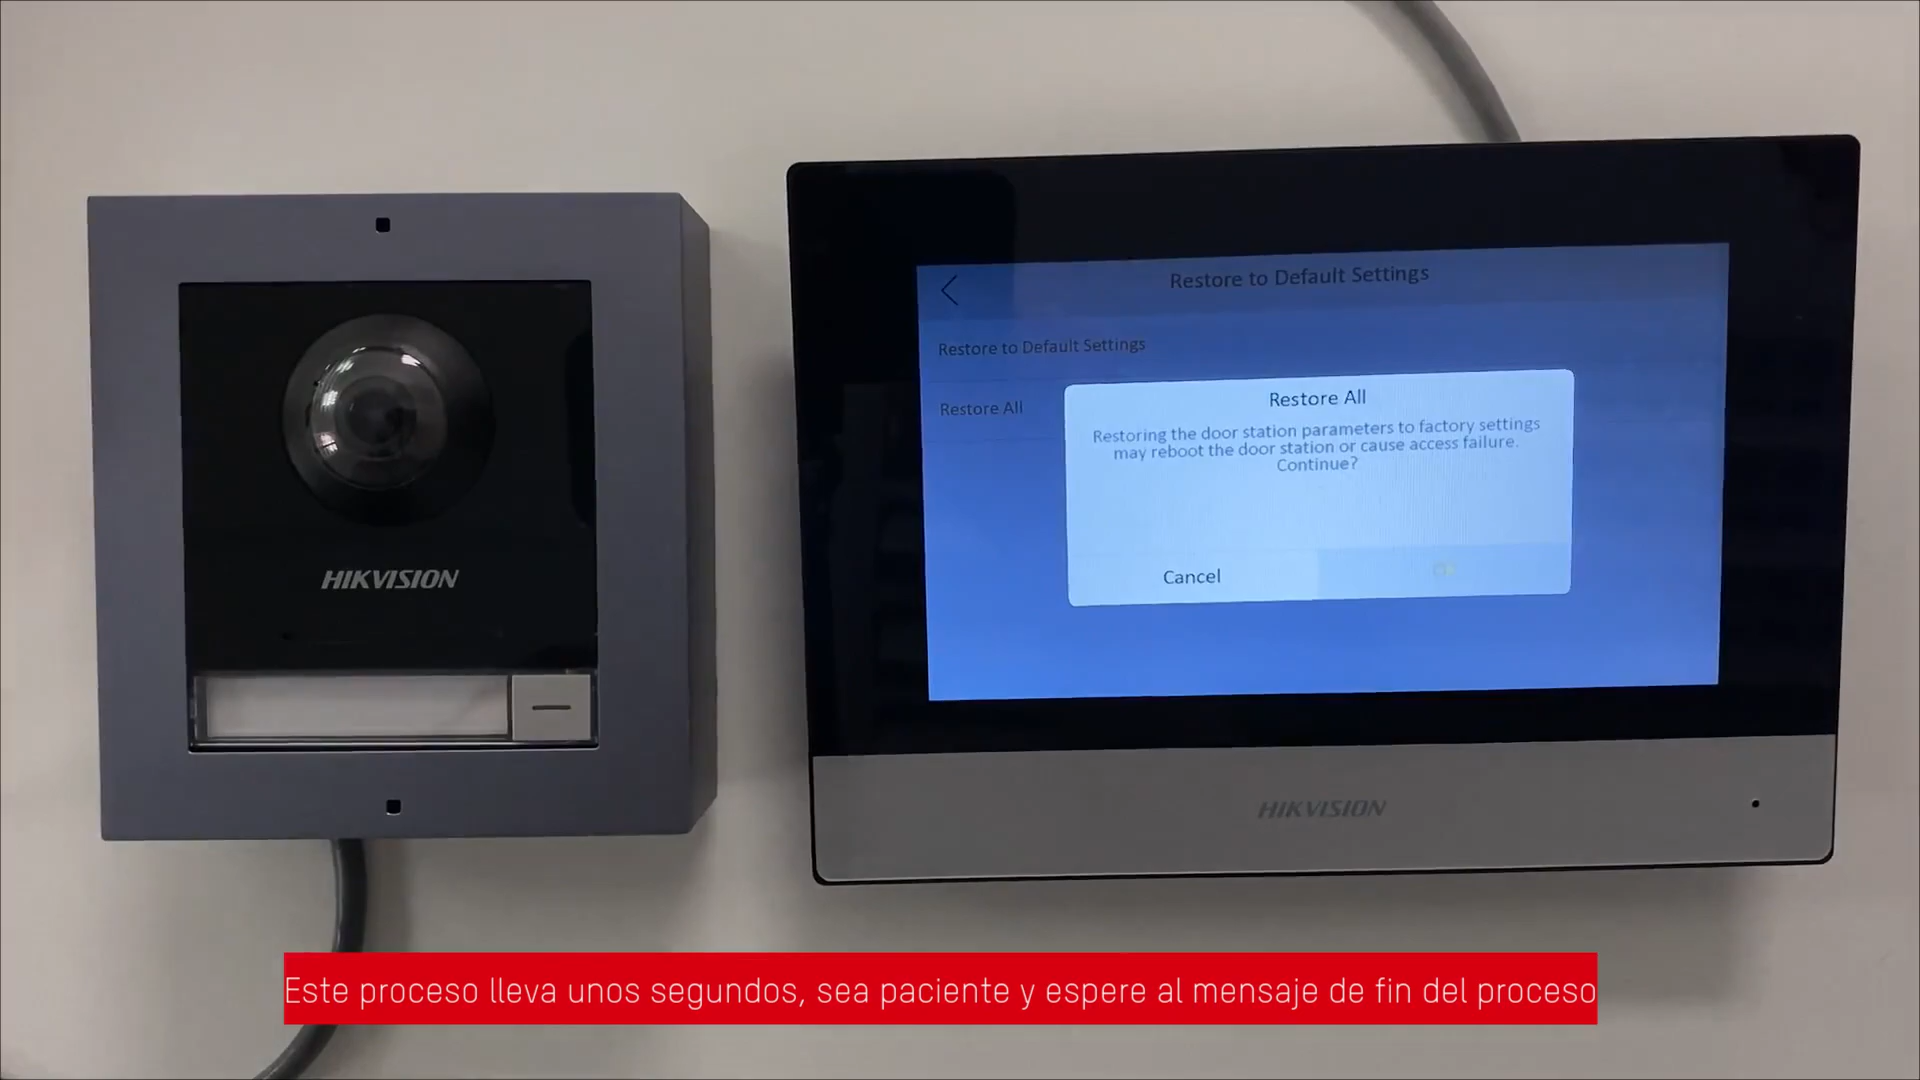 HIKVISION
Restore to Default Settings
Restore to Default Settings
Restore All
Restore All
Restoring the door station parameters to factory settings
may reboot the door station or cause access failure.
Continue?
Cancel
HIKVISION
Este proceso lleva unos segundos, sea paciente y espere al mensaje de fin del proceso